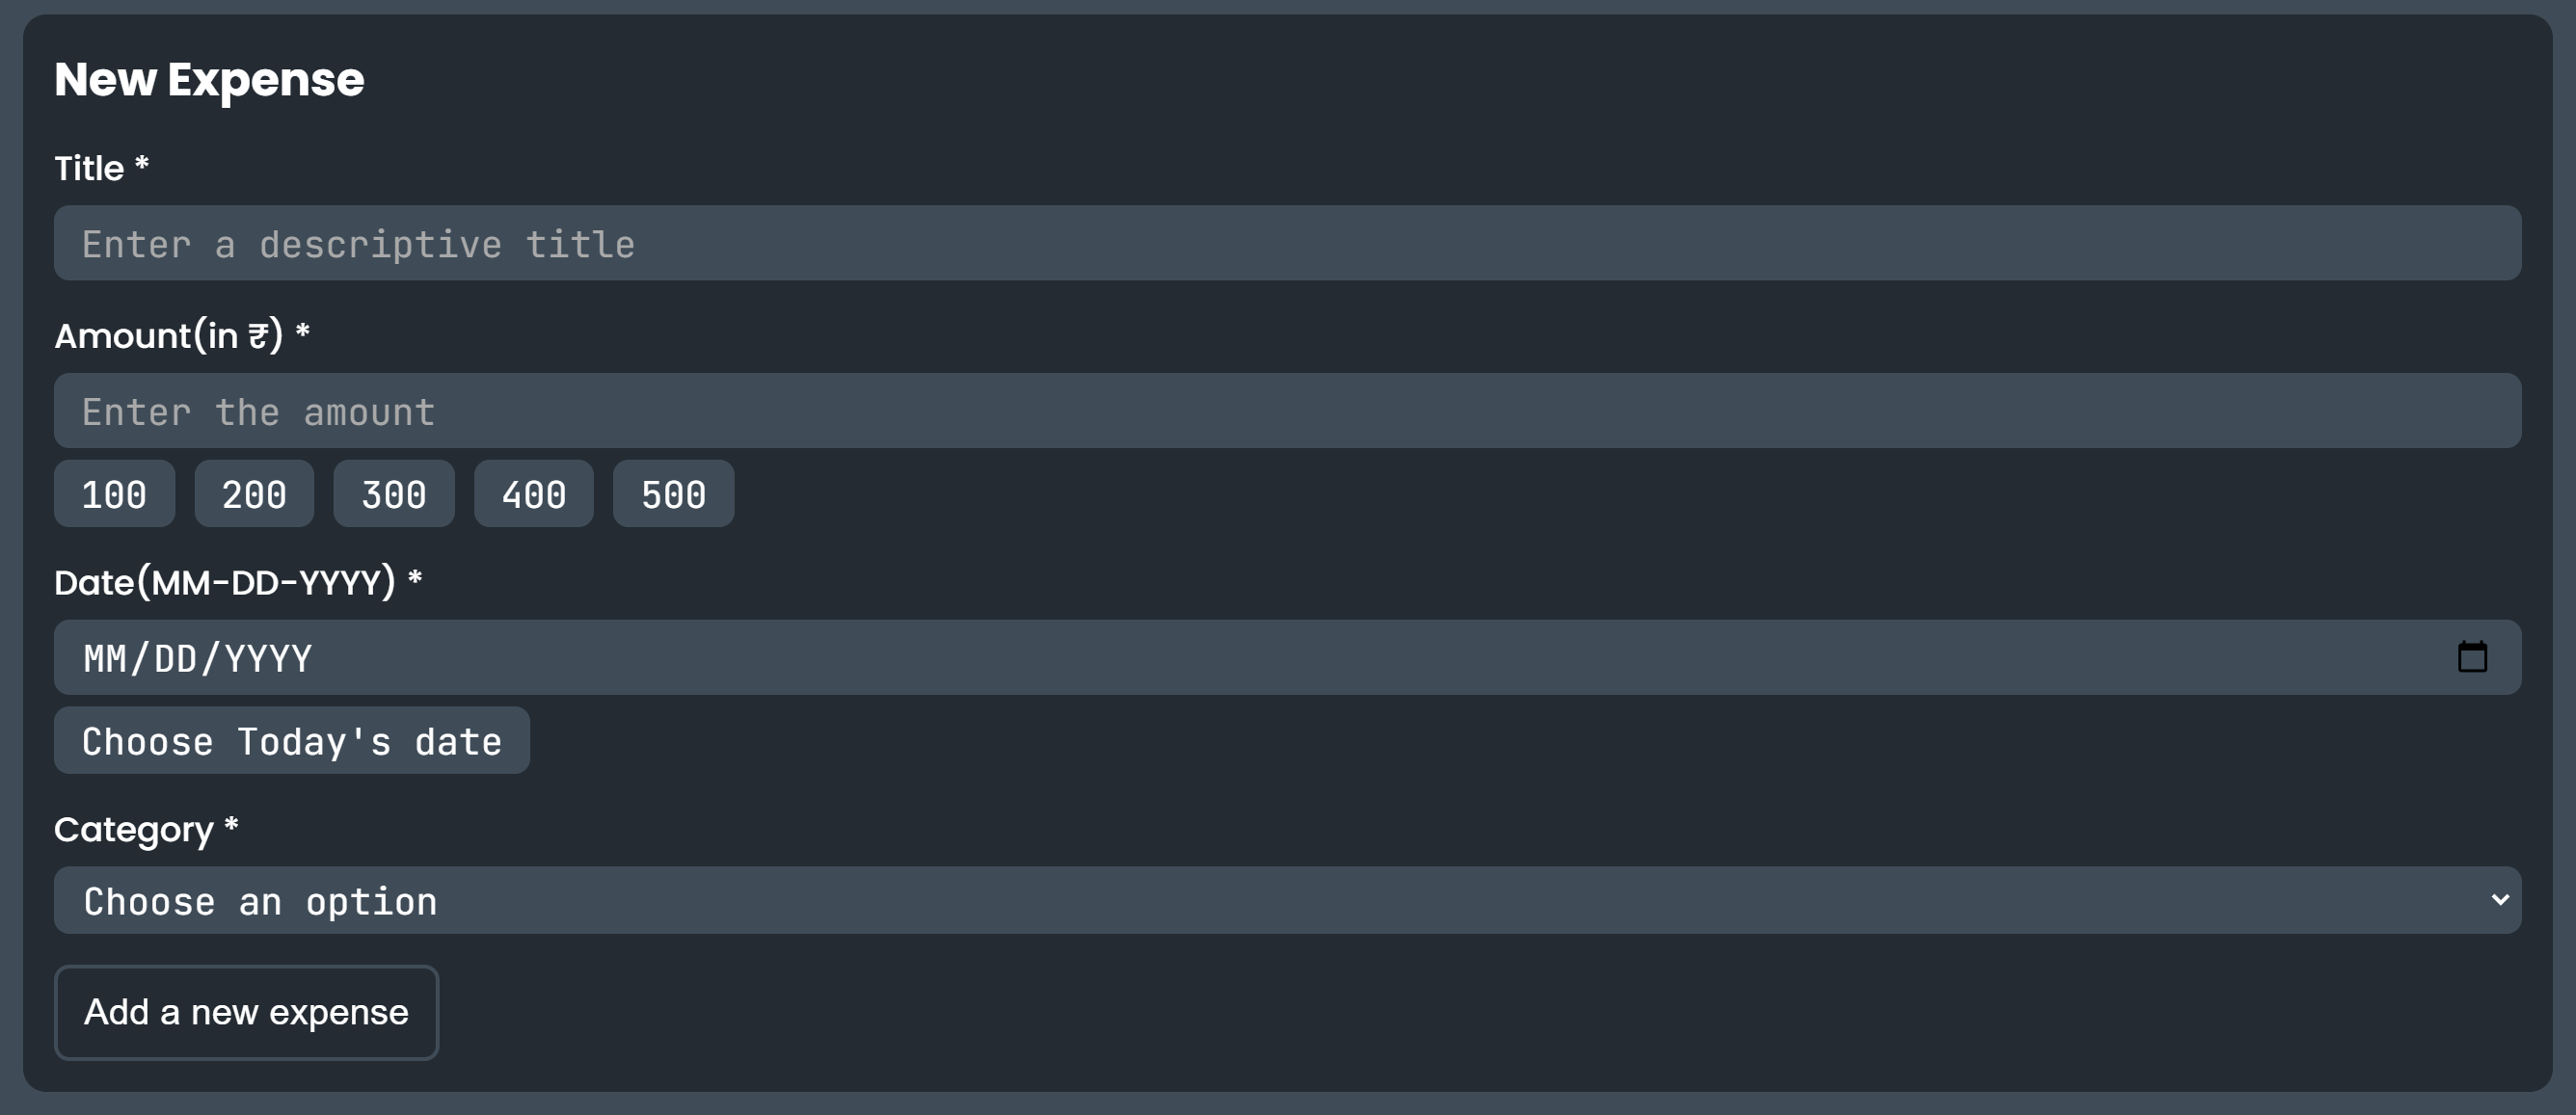 New Expense
Title *
Enter a descriptive title
Amount(in ₹) *
Enter the amount
100 200 300 400 500
Date(MM-DD-YYYY) *
MM/DD/YYYY
Choose Today's date
Category *
Choose an option
Add a new expense